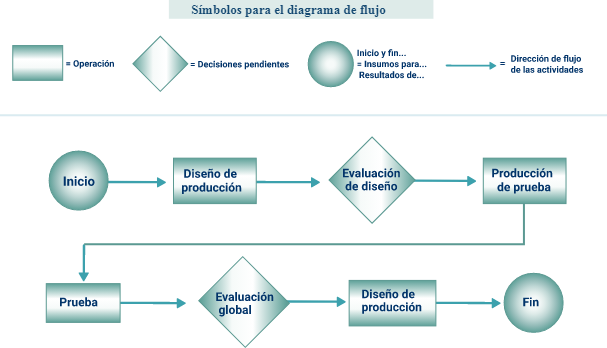 Símbolos para el diagrama de flujo
= Operación
= Decisiones pendientes
Inicio y fin...
= Insumos para...
Resultados de...
= Dirección de flujo
de las actividades
Inicio
Diseño de
producción
Evaluación
de diseño
Producción
de prueba
Prueba
Evaluación
global
Diseño de
producción
Fin